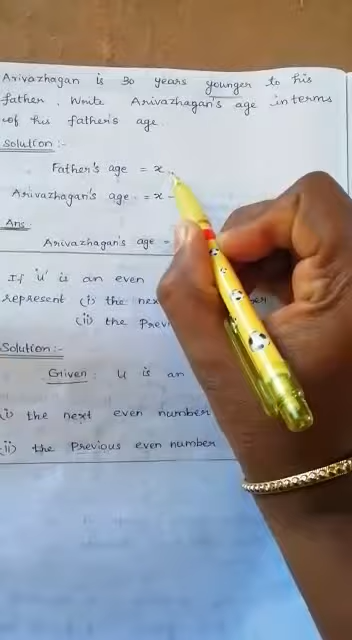 Arivazhagan is 30 years younger to his
father. Write Arivazhagan's age in terms
of his father's age.
Solution :-
Father's age = x
Arivazhagan's age = x -
Ans
Arivazhagan's age =
If 'u' is an even
represent (i) the
(ii) the
Solution :-
Given : u is an
(i) the next even number
(ii) the Previous even number